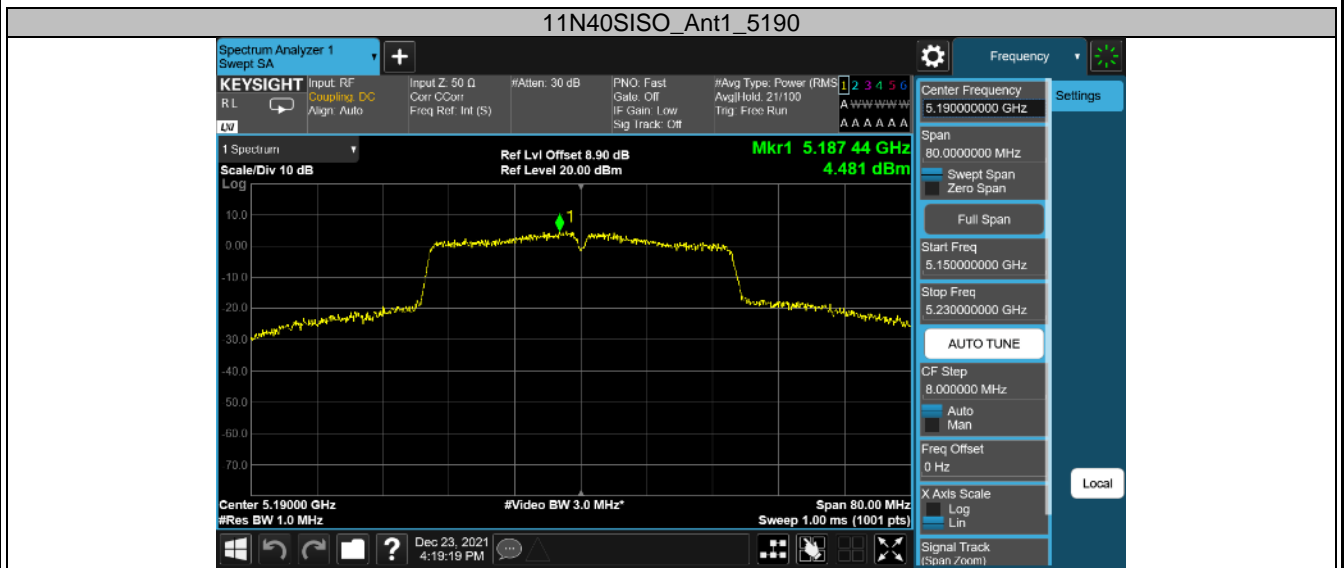 11N40SISO_Ant1_5190
Spectrum Analyzer 1
Swept SA
+
Frequency
KEYSIGHT
RL
LXI
Input: RF
Coupling: DC
Align: Auto
Input Z: 50 Ω
Corr CCorr
Freq Ref: Int (S)
#Atten: 30 dB
PNO: Fast
Gate: Off
IF Gain: Low
Sig Track: Off
#Avg Type: Power (RMS
Avg|Hold: 21/100
Trig: Free Run
1 2 3 4 5 6
A W W W W W
A A A A A A
1 Spectrum
Scale/Div 10 dB
Log
Ref Lvl Offset 8.90 dB
Ref Level 20.00 dBm
Mkr1 5.187 44 GHz
4.481 dBm
1
10.0
0.00
-10.0
-20.0
-30.0
-40.0
50.0
-60.0
70.0
Center 5.19000 GHz
#Res BW 1.0 MHz
#Video BW 3.0 MHz*
Span 80.00 MHz
Sweep 1.00 ms (1001 pts)
Dec 23, 2021
4:19:19 PM
?
Center Frequency
5.190000000 GHz
Settings
Span
80.0000000 MHz
Swept Span
Zero Span
Full Span
Start Freq
5.150000000 GHz
Stop Freq
5.230000000 GHz
AUTO TUNE
CF Step
8.000000 MHz
Auto
Man
Freq Offset
0 Hz
X Axis Scale
Log
Lin
Local
Signal Track
(Span Zoom)